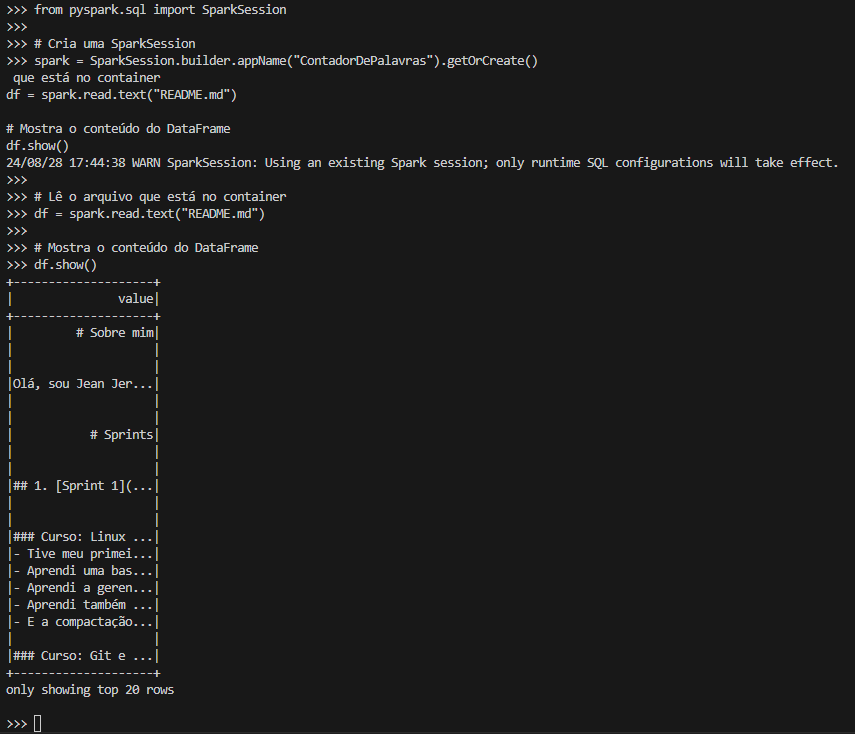 >>> from pyspark.sql import SparkSession
>>>
>>> # Cria uma SparkSession
>>> spark = SparkSession.builder.appName("ContadorDePalavras").getOrCreate()
 que está no container
df = spark.read.text("README.md")

# Mostra o conteúdo do DataFrame
df.show()
24/08/28 17:44:38 WARN SparkSession: Using an existing Spark session; only runtime SQL configurations will take effect.
>>>
>>> # Lê o arquivo que está no container
>>> df = spark.read.text("README.md")
>>>
>>> # Mostra o conteúdo do DataFrame
>>> df.show()
+--------------------+
|               value|
+--------------------+
|         # Sobre mim|
|                    |
|                    |
|Olá, sou Jean Jer...|
|                    |
|                    |
|           # Sprints|
|                    |
|                    |
|## 1. [Sprint 1](...|
|                    |
|                    |
|### Curso: Linux ...|
|- Tive meu primei...|
|- Aprendi uma bas...|
|- Aprendi a geren...|
|- Aprendi também ...|
|- E a compactação...|
|                    |
|### Curso: Git e ...|
+--------------------+
only showing top 20 rows

>>>